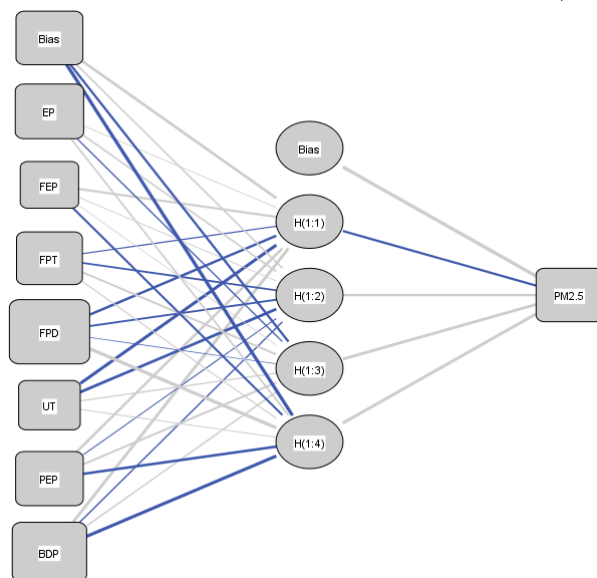 Bias
EP
FEP
FPT
FPD
UT
PEP
BDP
Bias
H(1:1)
H(1:2)
H(1:3)
H(1:4)
PM2.5